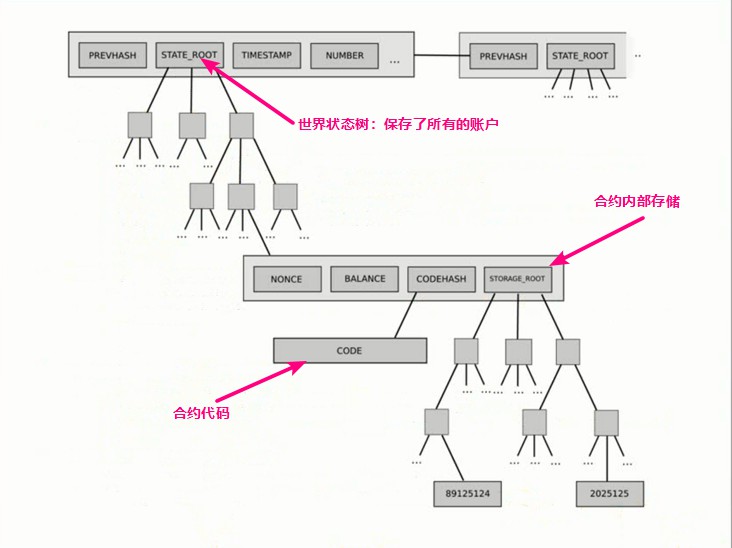 PREVHASH STATE_ROOT TIMESTAMP NUMBER ...
PREVHASH STATE_ROOT ...
... ... ... ...
世界状态树：保存了所有的账户
... ... ... ... ...
合约内部存储
... ... ... ... ...
NONCE BALANCE CODEHASH STORAGE_ROOT
CODE
... ... ... ... ...
合约代码
... ... ... ... ...
89125124 2025125